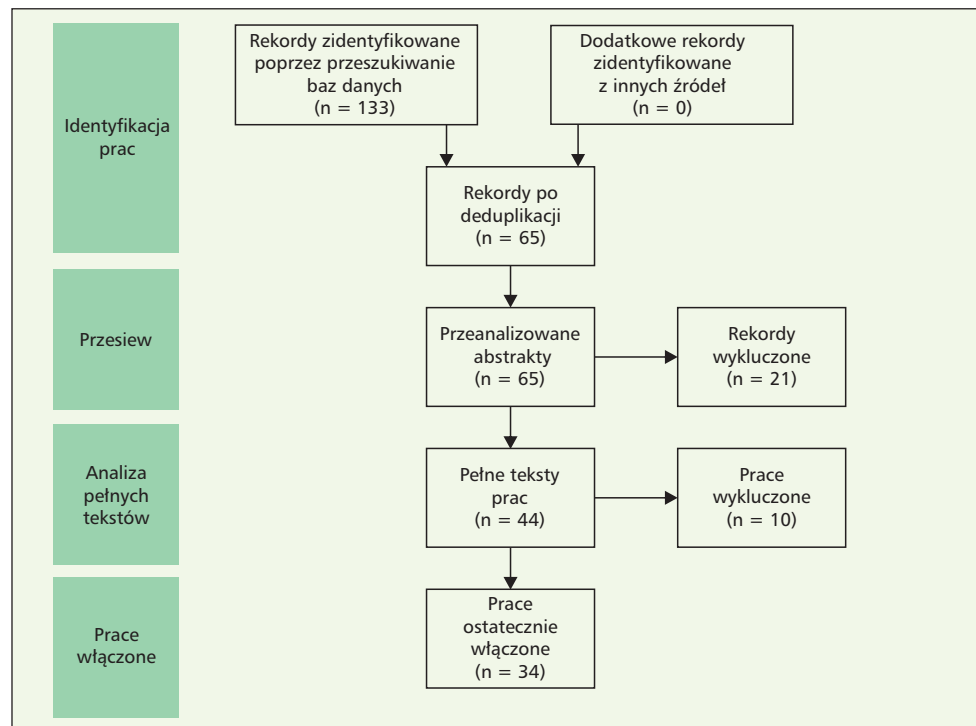 Identyfikacja
prac
Rekordy zidentyfikowane
poprzez przeszukiwanie
baz danych
(n = 133)
Dodatkowe rekordy
zidentyfikowane
z innych źródeł
(n = 0)
Rekordy po
deduplikacji
(n = 65)
Przesiew
Przeanalizowane
abstrakty
(n = 65)
Rekordy
wykluczone
(n = 21)
Analiza
pełnych
tekstów
Pełne teksty
prac
(n = 44)
Prace
wykluczone
(n = 10)
Prace
włączone
Prace
ostatecznie
włączone
(n = 34)